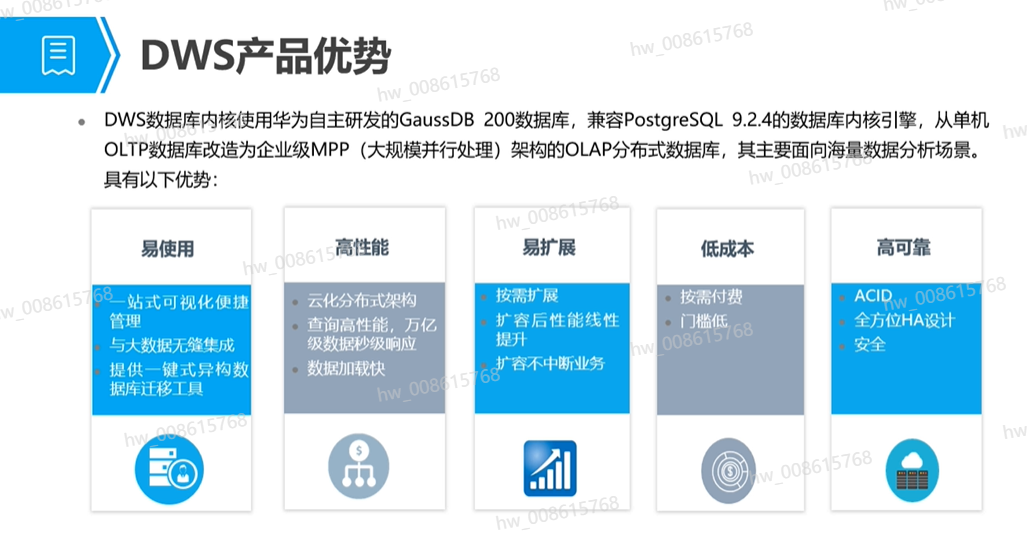 DWS产品优势
DWS数据库内核使用华为自主研发的GaussDB 200数据库，兼容PostgreSQL 9.2.4的数据库内核引擎，从单机
OLTP数据库改造为企业级MPP（大规模并行处理）架构的OLAP分布式数据库，其主要面向海量数据分析场景。
具有以下优势：
易使用
一站式可视化便捷
管理
与大数据无缝集成
提供一键式异构数
据库迁移工具
高性能
云化分布式架构
查询高性能，万亿
级数据秒级响应
数据加载快
易扩展
按需扩展
扩容后性能线性
提升
扩容不中断业务
低成本
按需付费
门槛低
高可靠
ACID
全方位HA设计
安全
hw_008615768
hw_008615768
hw_008615768
hw_008615768
hw_008615768
hw_008615768
hw_008615768
hw_008615768
hw_008615768
hw_008615768
hw_008615768
hw_008615768
hw_008615768
hw_008615768